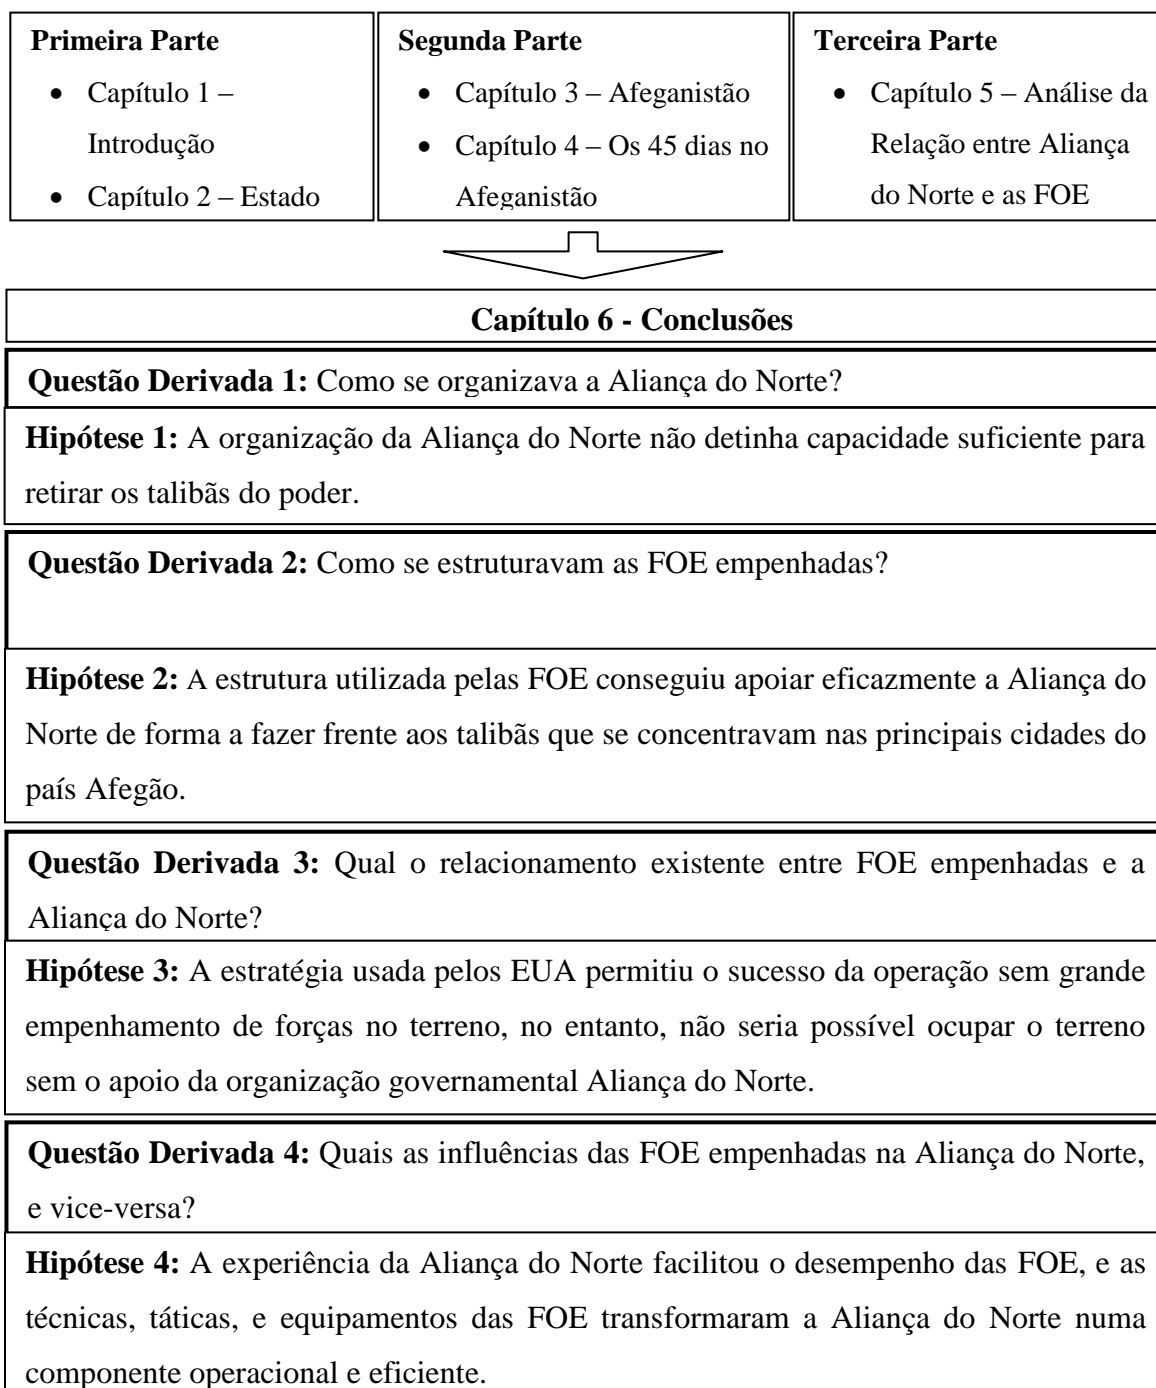 Primeira Parte
• Capítulo 1 –
Introdução
• Capítulo 2 – Estado
Segunda Parte
• Capítulo 3 – Afeganistão
• Capítulo 4 – Os 45 dias no
Afeganistão
Terceira Parte
• Capítulo 5 – Análise da
Relação entre Aliança
do Norte e as FOE
Capítulo 6 - Conclusões
Questão Derivada 1: Como se organizava a Aliança do Norte?
Hipótese 1: A organização da Aliança do Norte não detinha capacidade suficiente para
retirar os talibãs do poder.
Questão Derivada 2: Como se estruturavam as FOE empenhadas?
Hipótese 2: A estrutura utilizada pelas FOE conseguiu apoiar eficazmente a Aliança do
Norte de forma a fazer frente aos talibãs que se concentravam nas principais cidades do
país Afegão.
Questão Derivada 3: Qual o relacionamento existente entre FOE empenhadas e a
Aliança do Norte?
Hipótese 3: A estratégia usada pelos EUA permitiu o sucesso da operação sem grande
empenhamento de forças no terreno, no entanto, não seria possível ocupar o terreno
sem o apoio da organização governamental Aliança do Norte.
Questão Derivada 4: Quais as influências das FOE empenhadas na Aliança do Norte,
e vice-versa?
Hipótese 4: A experiência da Aliança do Norte facilitou o desempenho das FOE, e as
técnicas, táticas, e equipamentos das FOE transformaram a Aliança do Norte numa
componente operacional e eficiente.